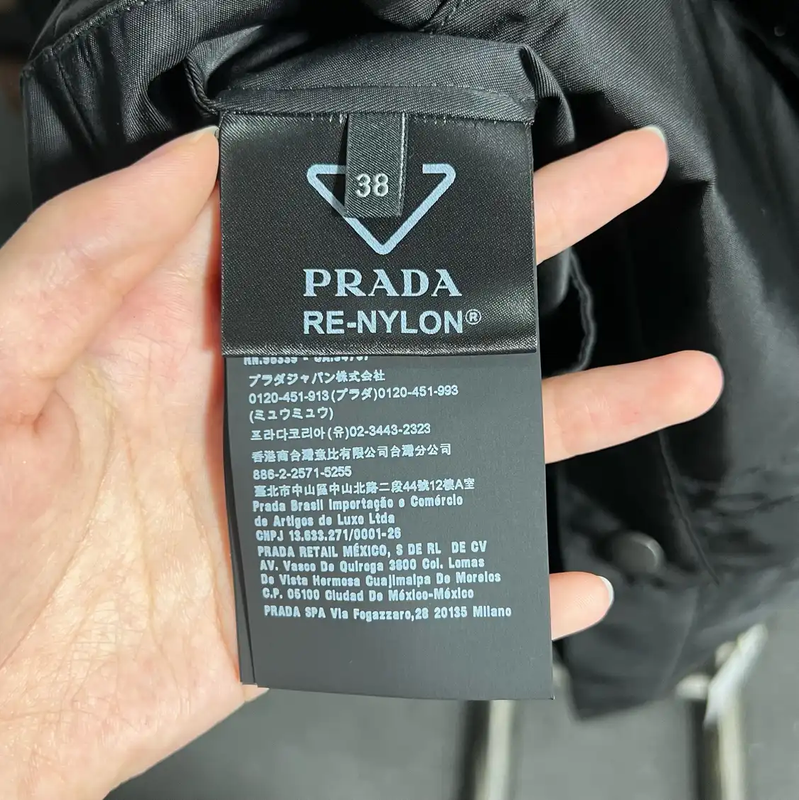 38
PRADA
RE-NYLON®
プラダジャパン株式会社
0120-451-913(プラダ)0120-451-993
(ミュウミュウ)
프라다코리아(유)02-3443-2323
香港商台灣意比有限公司台灣分公司
886-2-2571-5255
臺北市中山區中山北路二段44號12樓A室
Prada Brasil Importação e Comércio
de Artigos de Luxo Ltda
CNPJ 13.633.271/0001-26
PRADA RETAIL MÉXICO, S DE RL DE CV
AV. Vasco De Quiroga 3800 Col. Lomas
De Vista Hermosa Cuajimalpa De Morelos
C.P. 05100 Ciudad De México-México
PRADA SPA Via Fogazzaro,28 20135 Milano